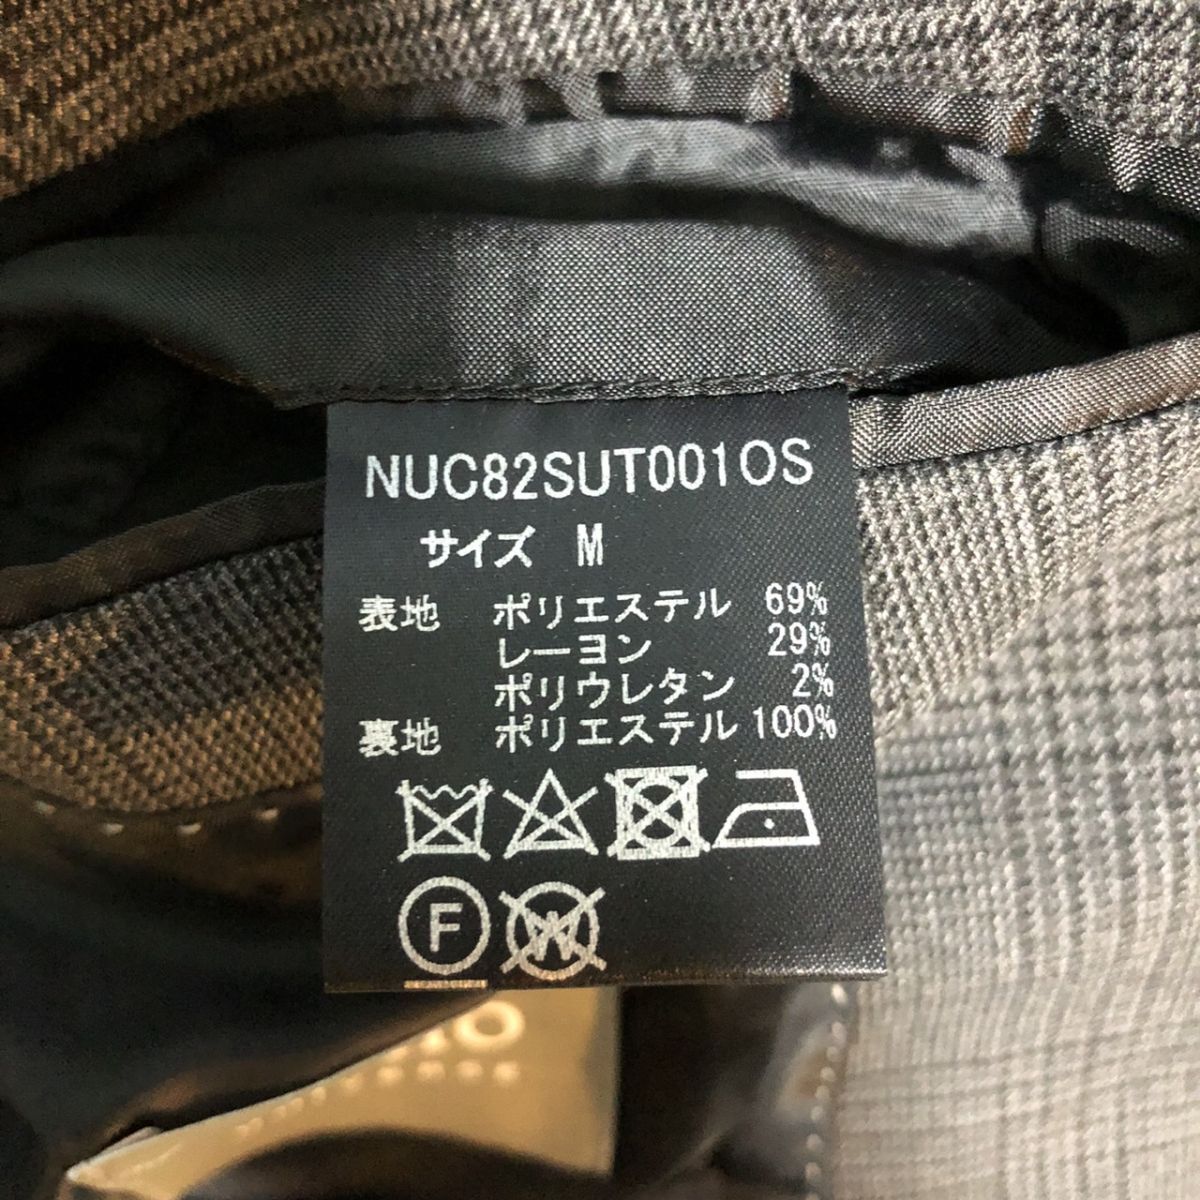 NUC82SUT001OS
サイズ M
表地 ポリエステル 69%
レーヨン 29%
ポリウレタン 2%
裏地 ポリエステル 100%
F
W